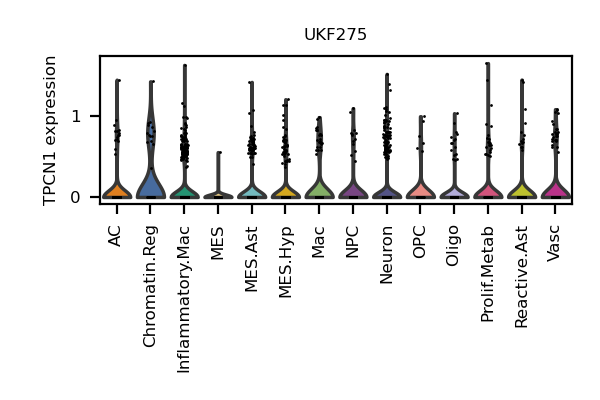 UKF275
TPCN1 expression
1
0
AC
Chromatin.Reg
Inflammatory.Mac
MES
MES.Ast
MES.Hyp
Mac
NPC
Neuron
OPC
Oligo
Prolif.Metab
Reactive.Ast
Vasc